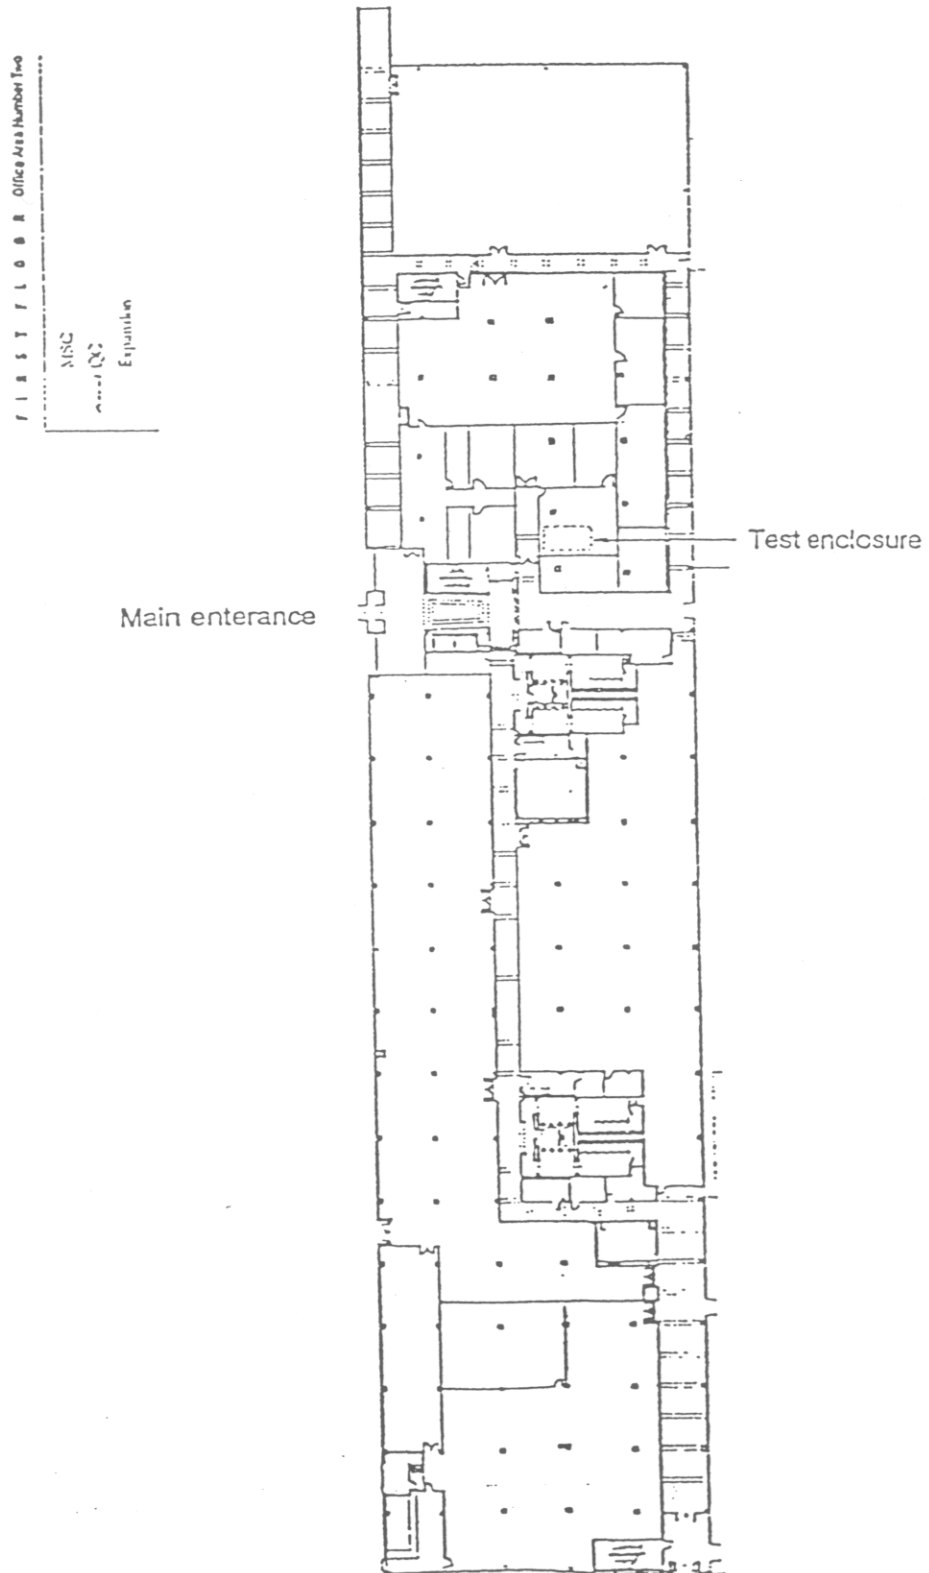 FIRST FLOOR Office Area Number Two
MSC
QC
Expansion
Test enclosure
Main enterance